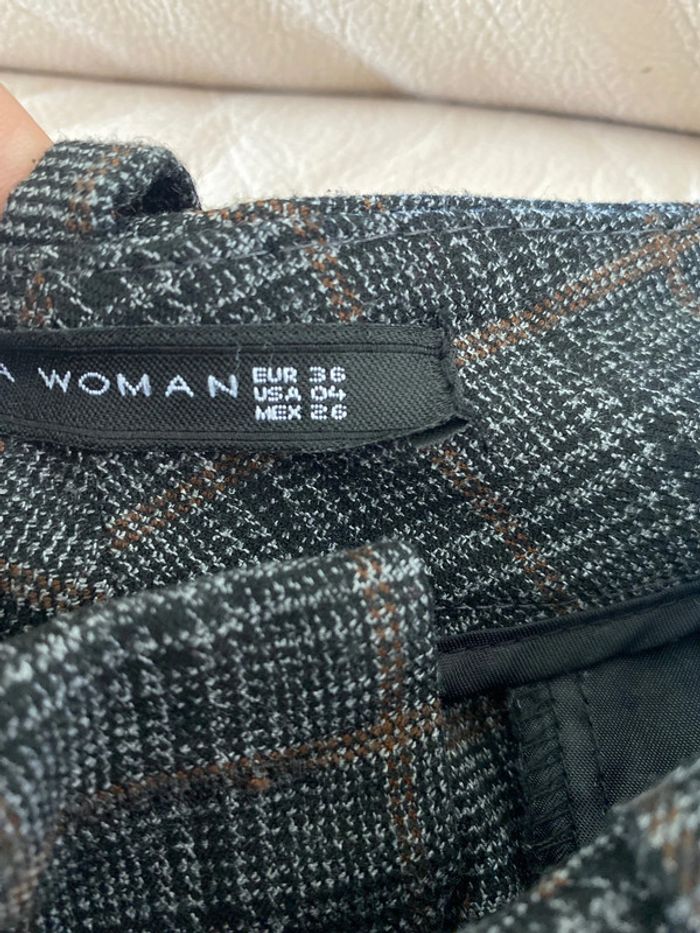 A WOMAN
EUR 36
USA 04
MEX 26